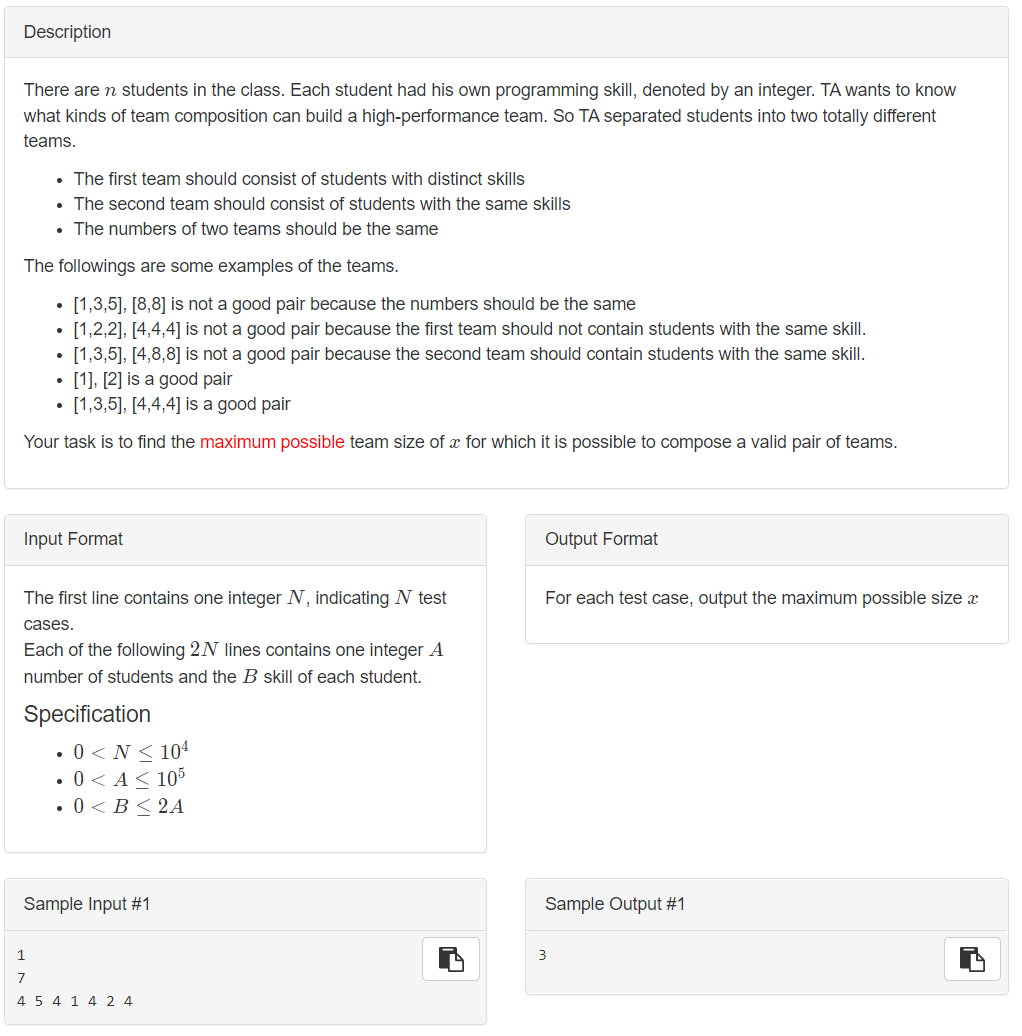 Description
There are n students in the class. Each student had his own programming skill, denoted by an integer. TA wants to know
what kinds of team composition can build a high-performance team. So TA separated students into two totally different
teams.
• The first team should consist of students with distinct skills
• The second team should consist of students with the same skills
• The numbers of two teams should be the same
The followings are some examples of the teams.
• [1,3,5], [8,8] is not a good pair because the numbers should be the same
• [1,2,2], [4,4,4] is not a good pair because the first team should not contain students with the same skill.
• [1,3,5], [4,8,8] is not a good pair because the second team should contain students with the same skill.
• [1], [2] is a good pair
• [1,3,5], [4,4,4] is a good pair
Your task is to find the maximum possible team size of x for which it is possible to compose a valid pair of teams.
Input Format
The first line contains one integer N, indicating N test
cases.
Each of the following 2N lines contains one integer A
number of students and the B skill of each student.
Specification
• 0 < N ≤ 10⁴
• 0 < A ≤ 10⁵
• 0 < B ≤ 2A
Output Format
For each test case, output the maximum possible size x
Sample Input #1
1
7
4 5 4 1 4 2 4
Sample Output #1
3